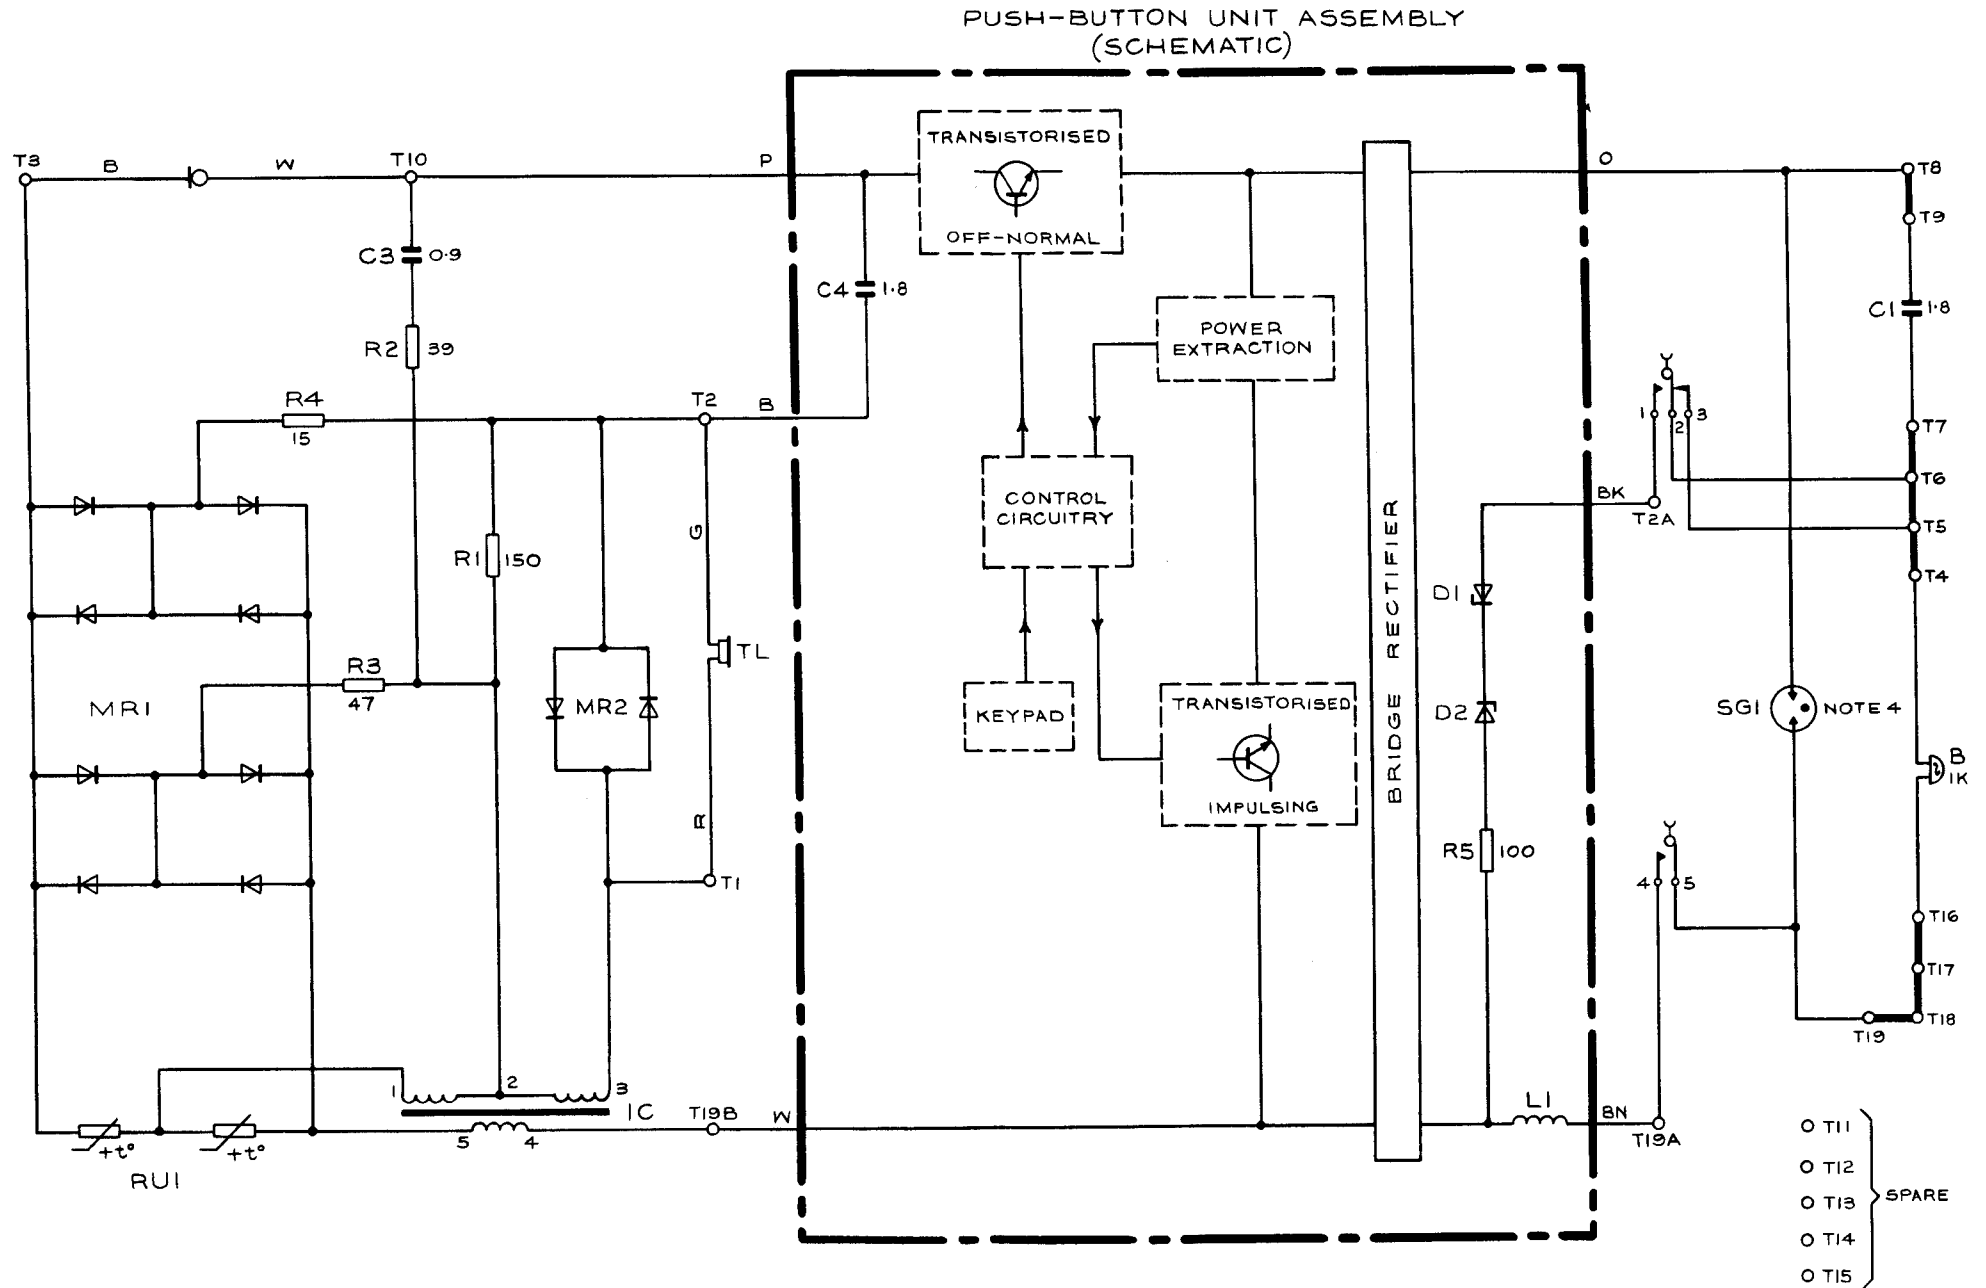 PUSH-BUTTON UNIT ASSEMBLY
(SCHEMATIC)
T3
B
W
T10
P
O
T8
T9
TRANSISTORISED
OFF-NORMAL
C3
0·9
C4
1·8
C1
1·8
R2
39
POWER
EXTRACTION
R4
15
T2
B
1
2
3
T7
T6
T5
T4
CONTROL
CIRCUITRY
BK
T2A
G
R1
150
D1
BRIDGE RECTIFIER
TL
R3
47
MR1
MR2
KEYPAD
TRANSISTORISED
IMPULSING
D2
SG1
NOTE 4
B
1K
R
R5
100
T1
4
5
T16
T17
T18
T19
1
2
3
1C
5
4
T19B
W
L1
BN
T19A
+t°
+t°
RU1
T11
T12
T13
T14
T15
SPARE